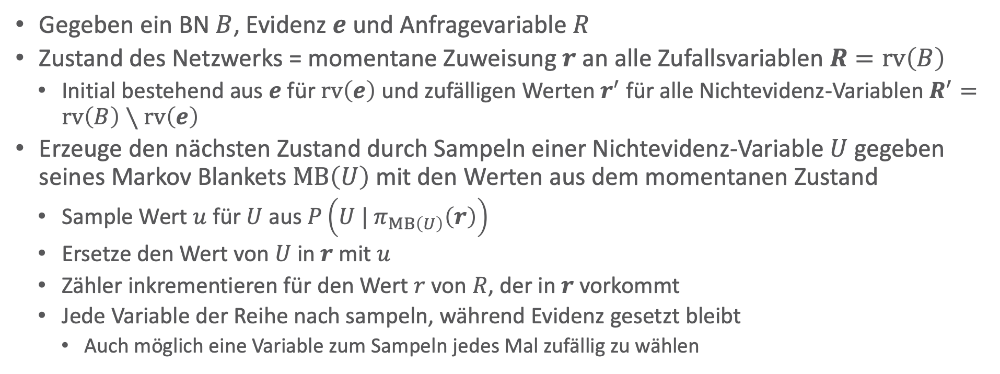 • Gegeben ein BN 𝐵, Evidenz 𝒆 und Anfragevariable 𝑅
• Zustand des Netzwerks = momentane Zuweisung 𝒓 an alle Zufallsvariablen 𝑹 = rv(𝐵)
• Initial bestehend aus 𝒆 für rv(𝒆) und zufälligen Werten 𝒓′ für alle Nichtevidenz-Variablen 𝑹′ =
rv(𝐵) ∖ rv(𝒆)
• Erzeuge den nächsten Zustand durch Sampeln einer Nichtevidenz-Variable 𝑈 gegeben
seines Markov Blankets MB(𝑈) mit den Werten aus dem momentanen Zustand
• Sample Wert 𝑢 für 𝑈 aus 𝑃(𝑈 | 𝜋_MB(𝑈)(𝒓))
• Ersetze den Wert von 𝑈 in 𝒓 mit 𝑢
• Zähler inkrementieren für den Wert 𝑟 von 𝑅, der in 𝒓 vorkommt
• Jede Variable der Reihe nach sampeln, während Evidenz gesetzt bleibt
• Auch möglich eine Variable zum Sampeln jedes Mal zufällig zu wählen